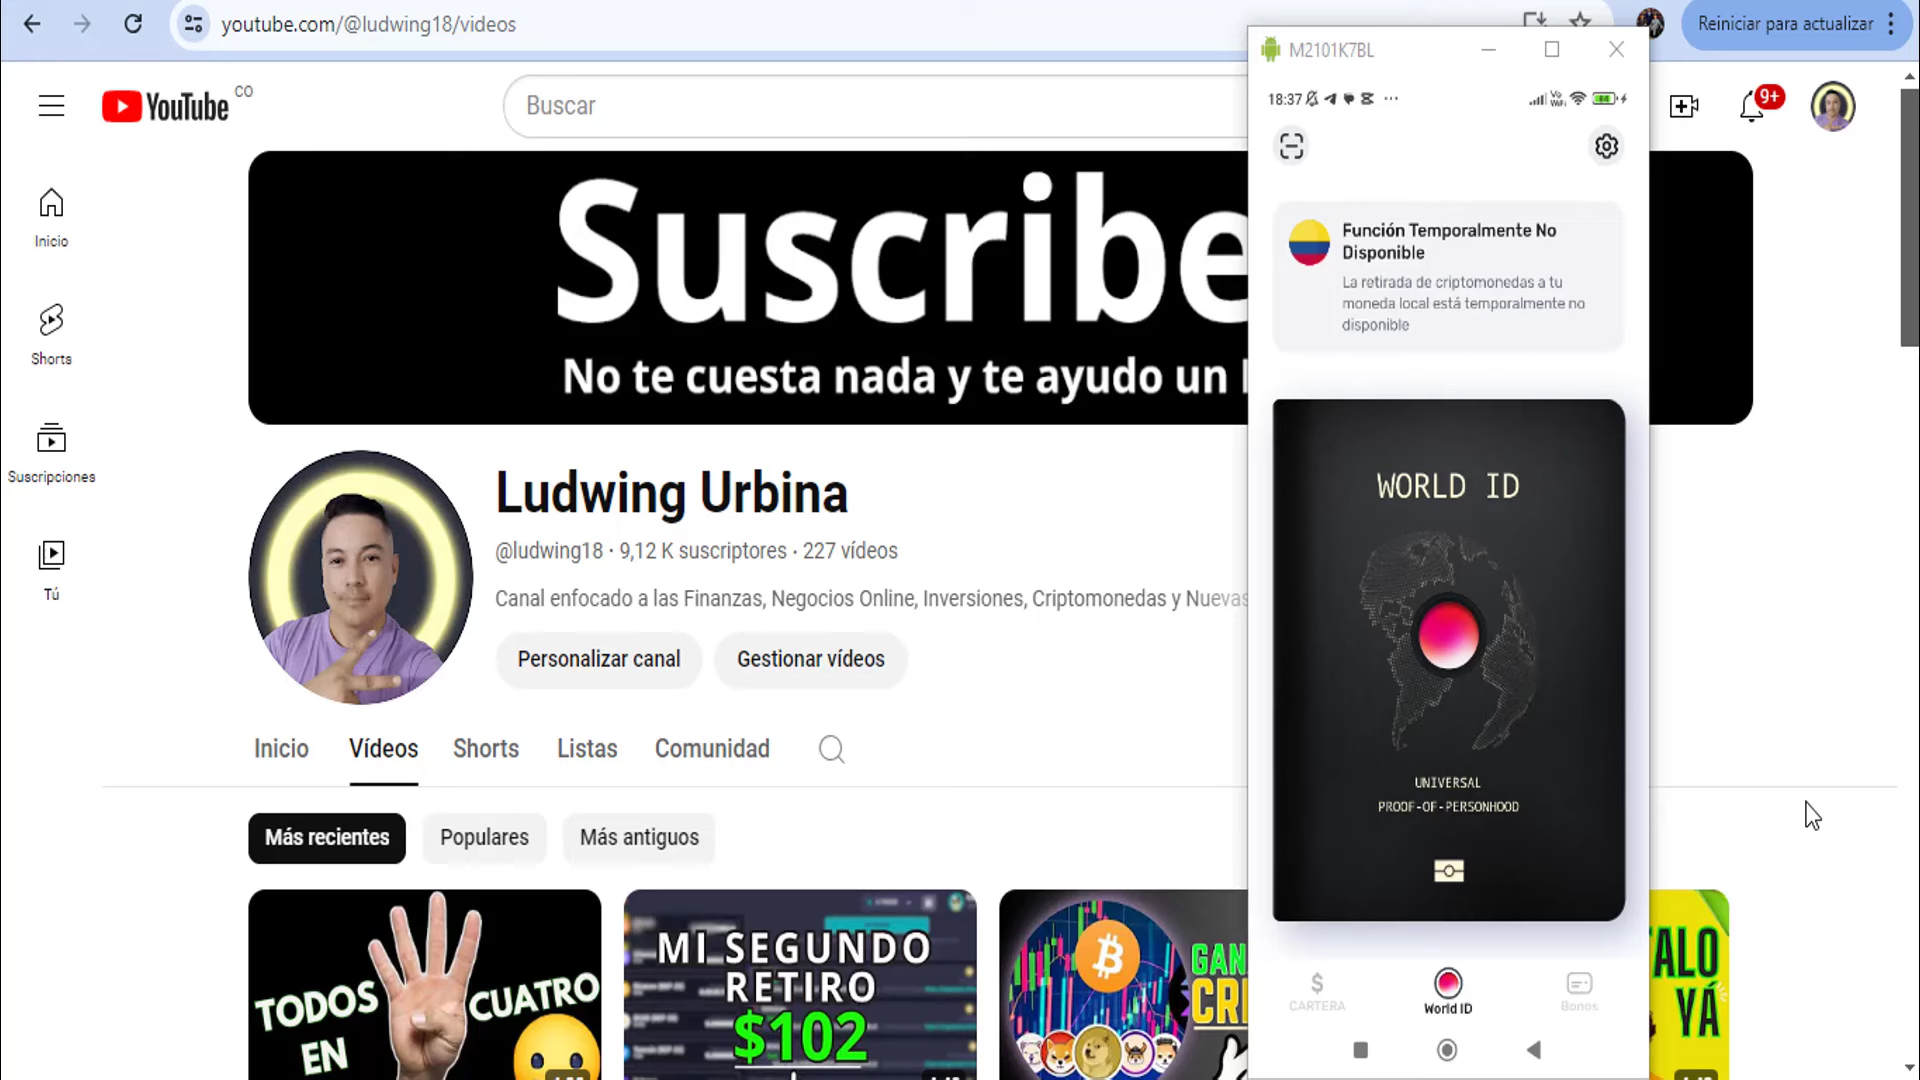 youtube.com/@ludwing18/videos
Reiniciar para actualizar
M2101K7BL
YouTube CO
Buscar
18:37
9+
Inicio
Shorts
Suscripciones
Tú
Suscribe
No te cuesta nada y te ayudo un
Ludwing Urbina
@ludwing18 · 9,12 K suscriptores · 227 vídeos
Canal enfocado a las Finanzas, Negocios Online, Inversiones, Criptomonedas y Nuevas
Personalizar canal
Gestionar vídeos
Inicio
Vídeos
Shorts
Listas
Comunidad
Más recientes
Populares
Más antiguos
TODOS
EN
CUATRO
MI SEGUNDO
RETIRO
$102
GAN
CRI
ALO
YÁ
Función Temporalmente No
Disponible
La retirada de criptomonedas a tu
moneda local está temporalmente no
disponible
WORLD ID
UNIVERSAL
PROOF-OF-PERSONHOOD
CARTERA
World ID
Bonos